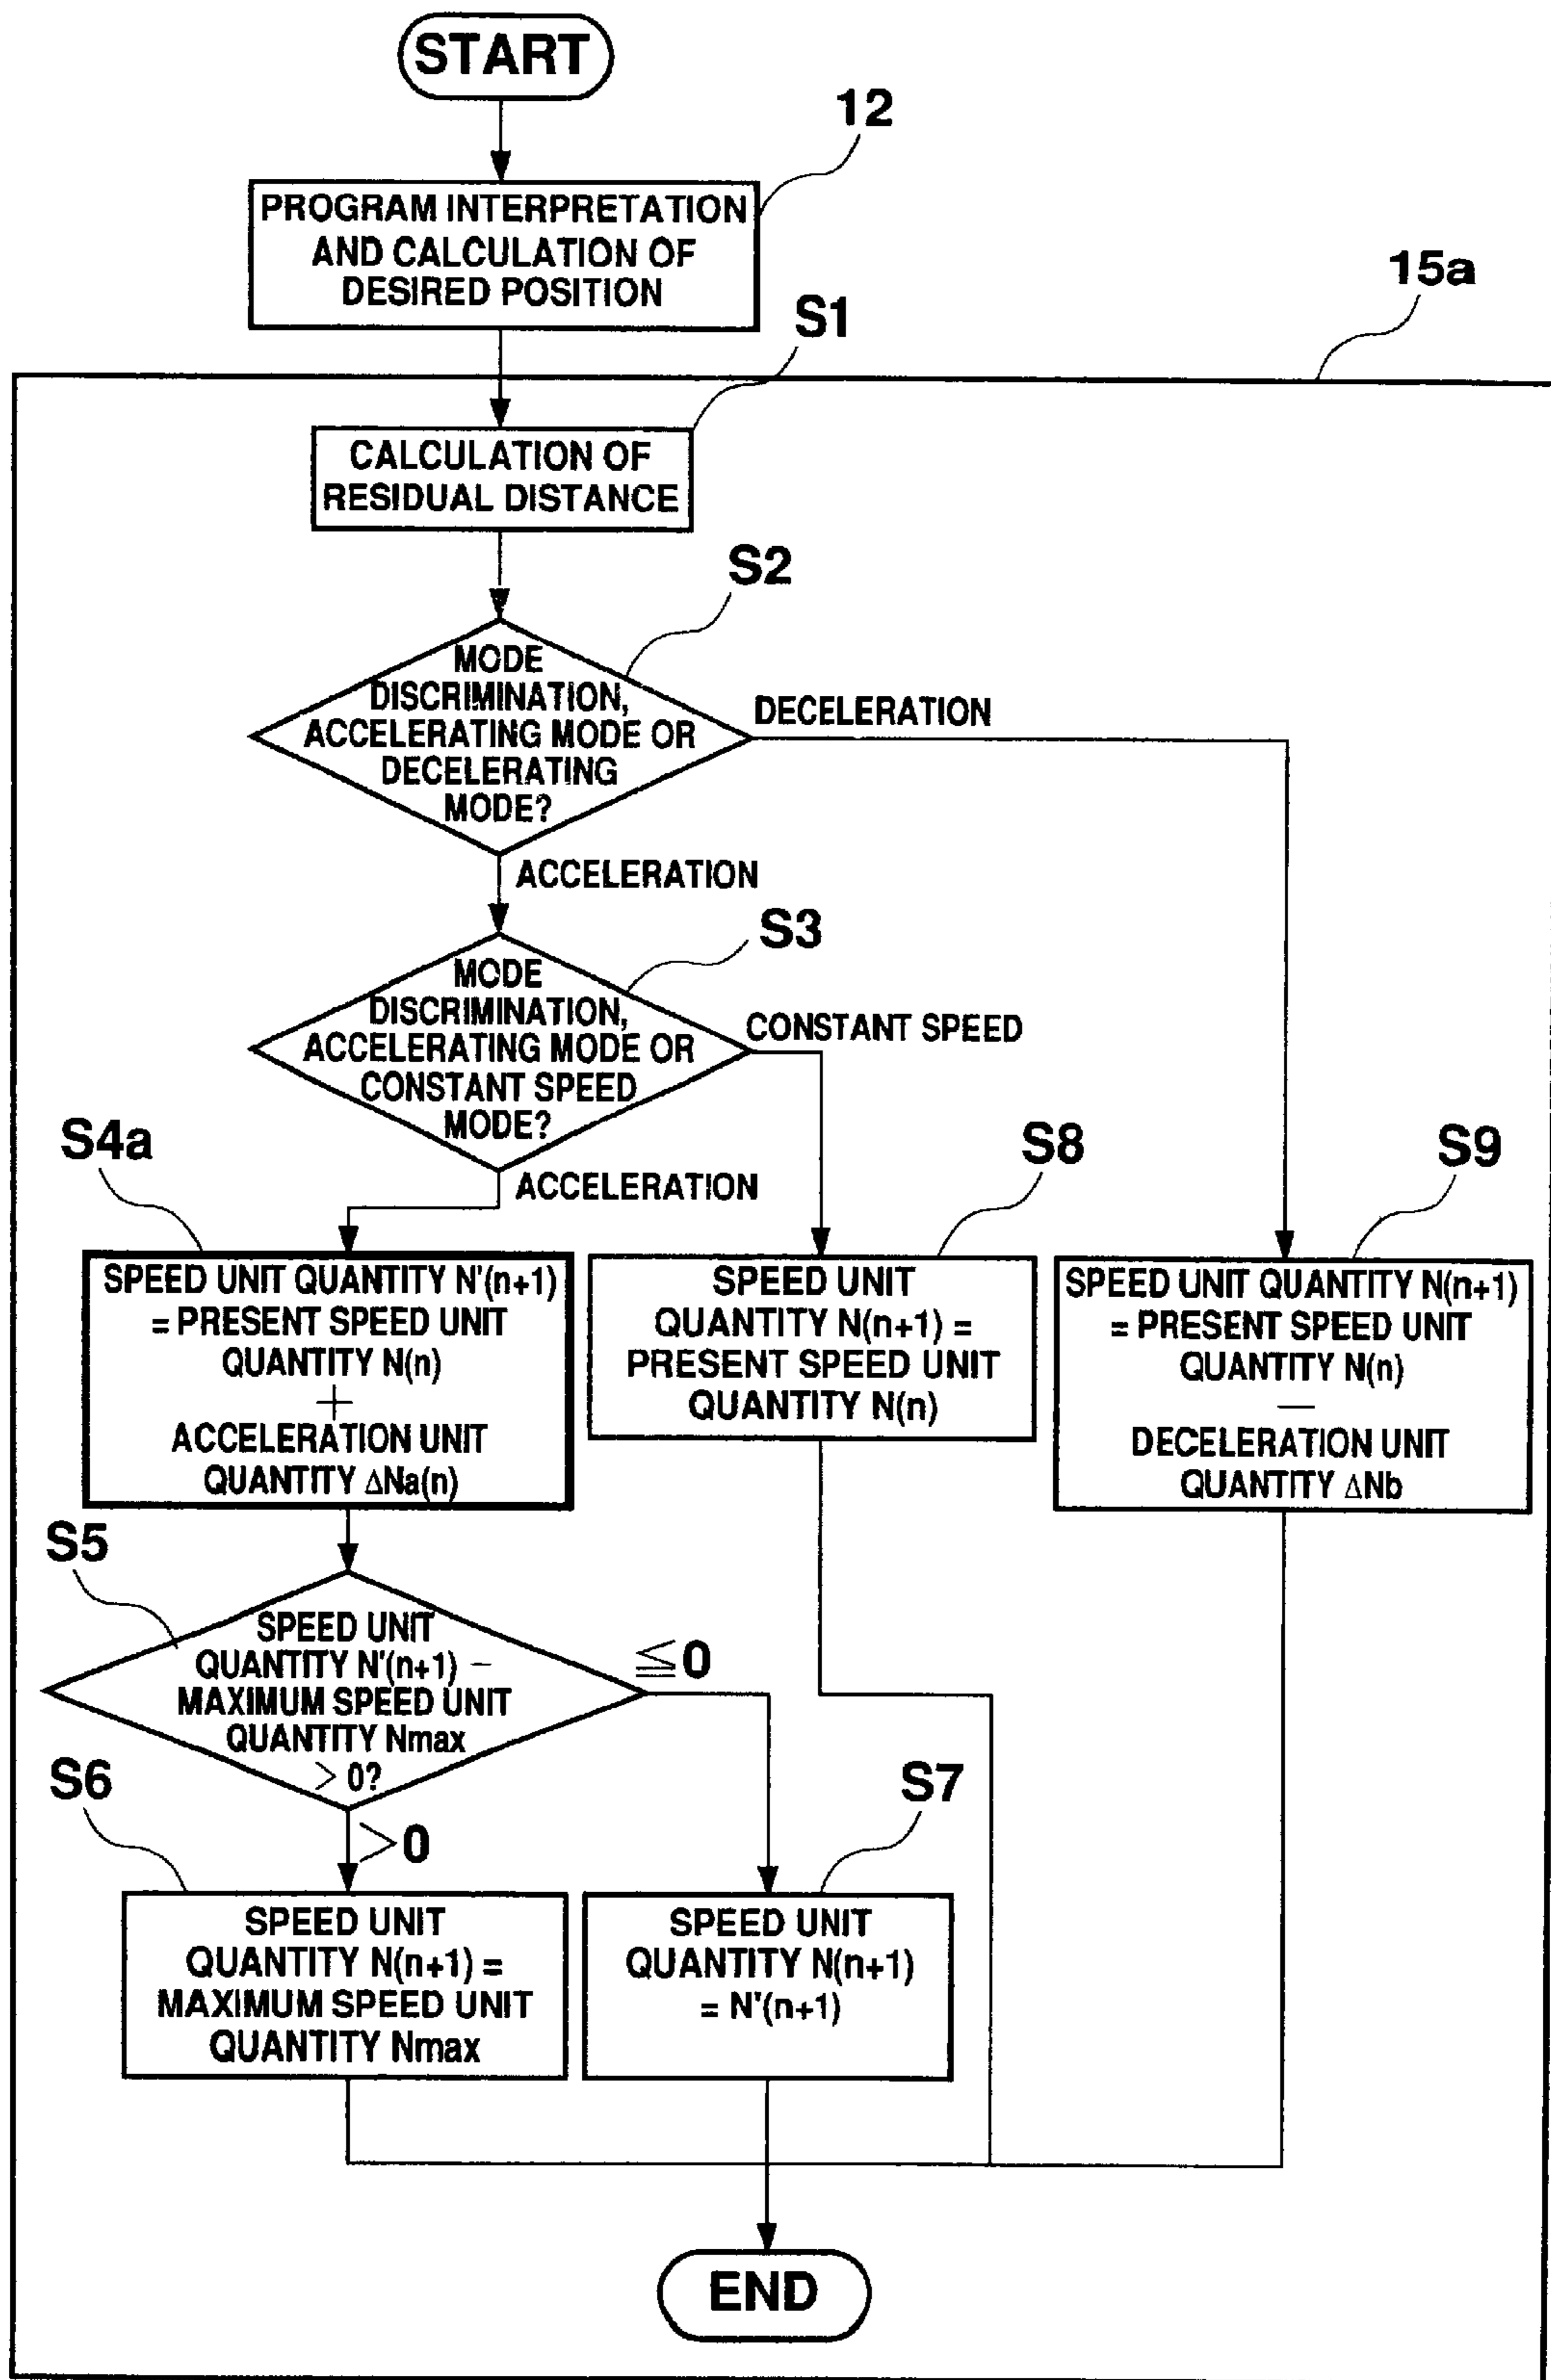 START
12
PROGRAM INTERPRETATION
AND CALCULATION OF
DESIRED POSITION
15a
S1
CALCULATION OF
RESIDUAL DISTANCE
S2
MODE
DISCRIMINATION,
ACCELERATING MODE OR
DECELERATING
MODE?
DECELERATION
ACCELERATION
S3
MODE
DISCRIMINATION,
ACCELERATING MODE OR
CONSTANT SPEED
MODE?
CONSTANT SPEED
ACCELERATION
S4a
SPEED UNIT QUANTITY N'(n+1)
= PRESENT SPEED UNIT
QUANTITY N(n)
+
ACCELERATION UNIT
QUANTITY ΔNa(n)
S8
SPEED UNIT
QUANTITY N(n+1) =
PRESENT SPEED UNIT
QUANTITY N(n)
S9
SPEED UNIT QUANTITY N(n+1)
= PRESENT SPEED UNIT
QUANTITY N(n)
—
DECELERATION UNIT
QUANTITY ΔNb
S5
SPEED UNIT
QUANTITY N'(n+1) −
MAXIMUM SPEED UNIT
QUANTITY Nmax
> 0?
≦0
>0
S6
SPEED UNIT
QUANTITY N(n+1) =
MAXIMUM SPEED UNIT
QUANTITY Nmax
S7
SPEED UNIT
QUANTITY N(n+1)
= N'(n+1)
END